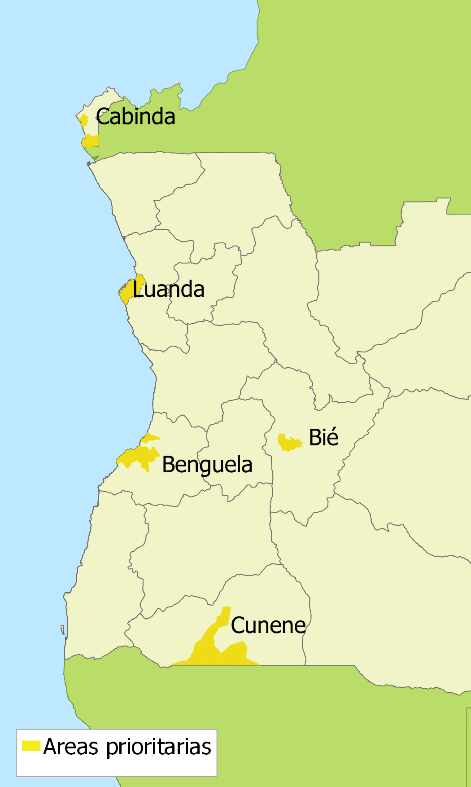 Cabinda
Luanda
Bié
Benguela
Cunene
Areas prioritarias